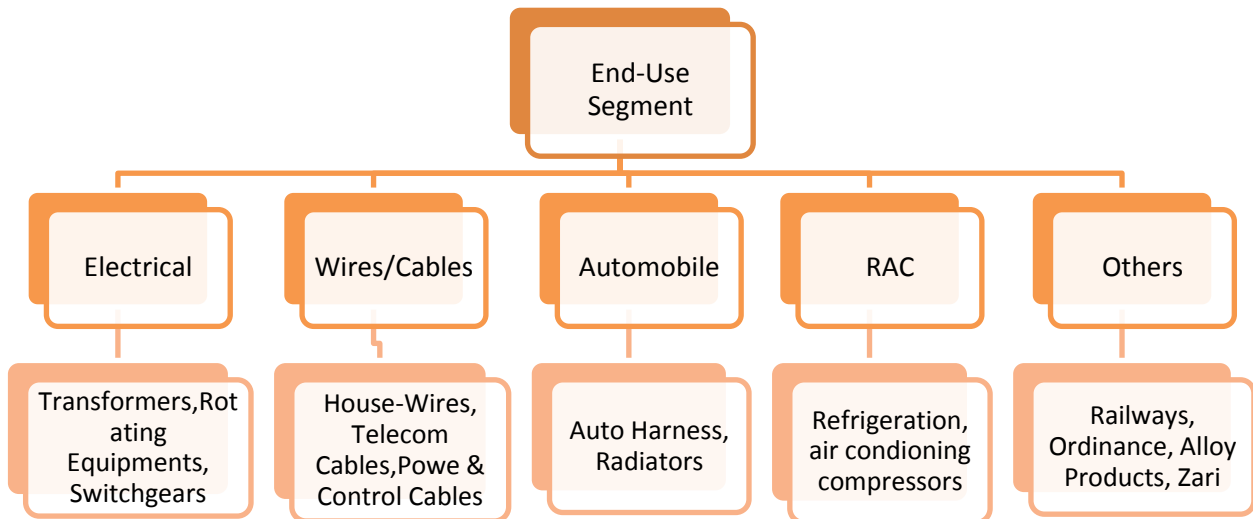 End-Use
Segment
Electrical
Wires/Cables
Automobile
RAC
Others
Transformers,Rot
ating
Equipments,
Switchgears
House-Wires,
Telecom
Cables,Powe &
Control Cables
Auto Harness,
Radiators
Refrigeration,
air condioning
compressors
Railways,
Ordinance, Alloy
Products, Zari